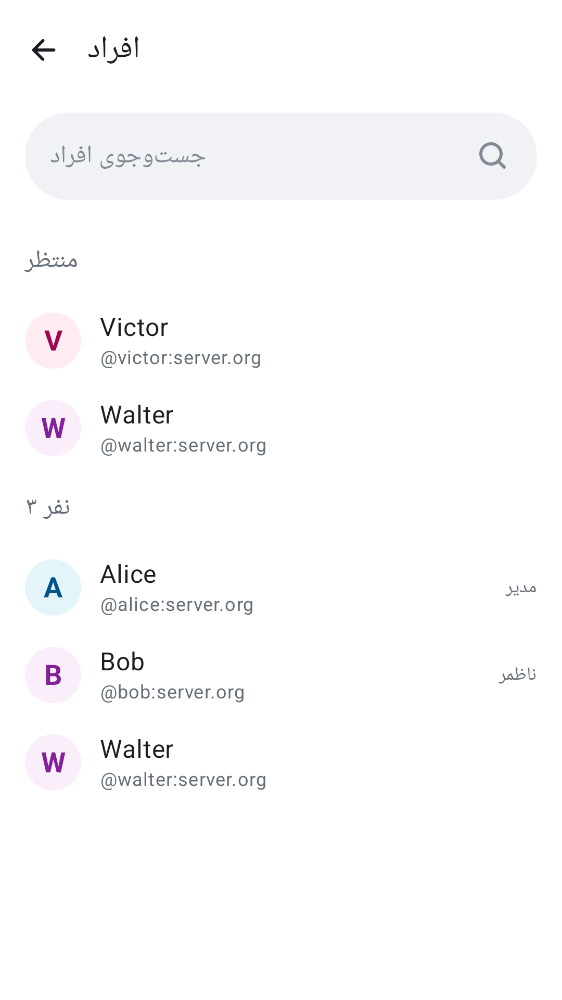 افراد
جست‌وجوی افراد
منتظر
V
Victor
@victor:server.org
W
Walter
@walter:server.org
۳ نفر
A
Alice
@alice:server.org
مدیر
B
Bob
@bob:server.org
ناظمر
W
Walter
@walter:server.org